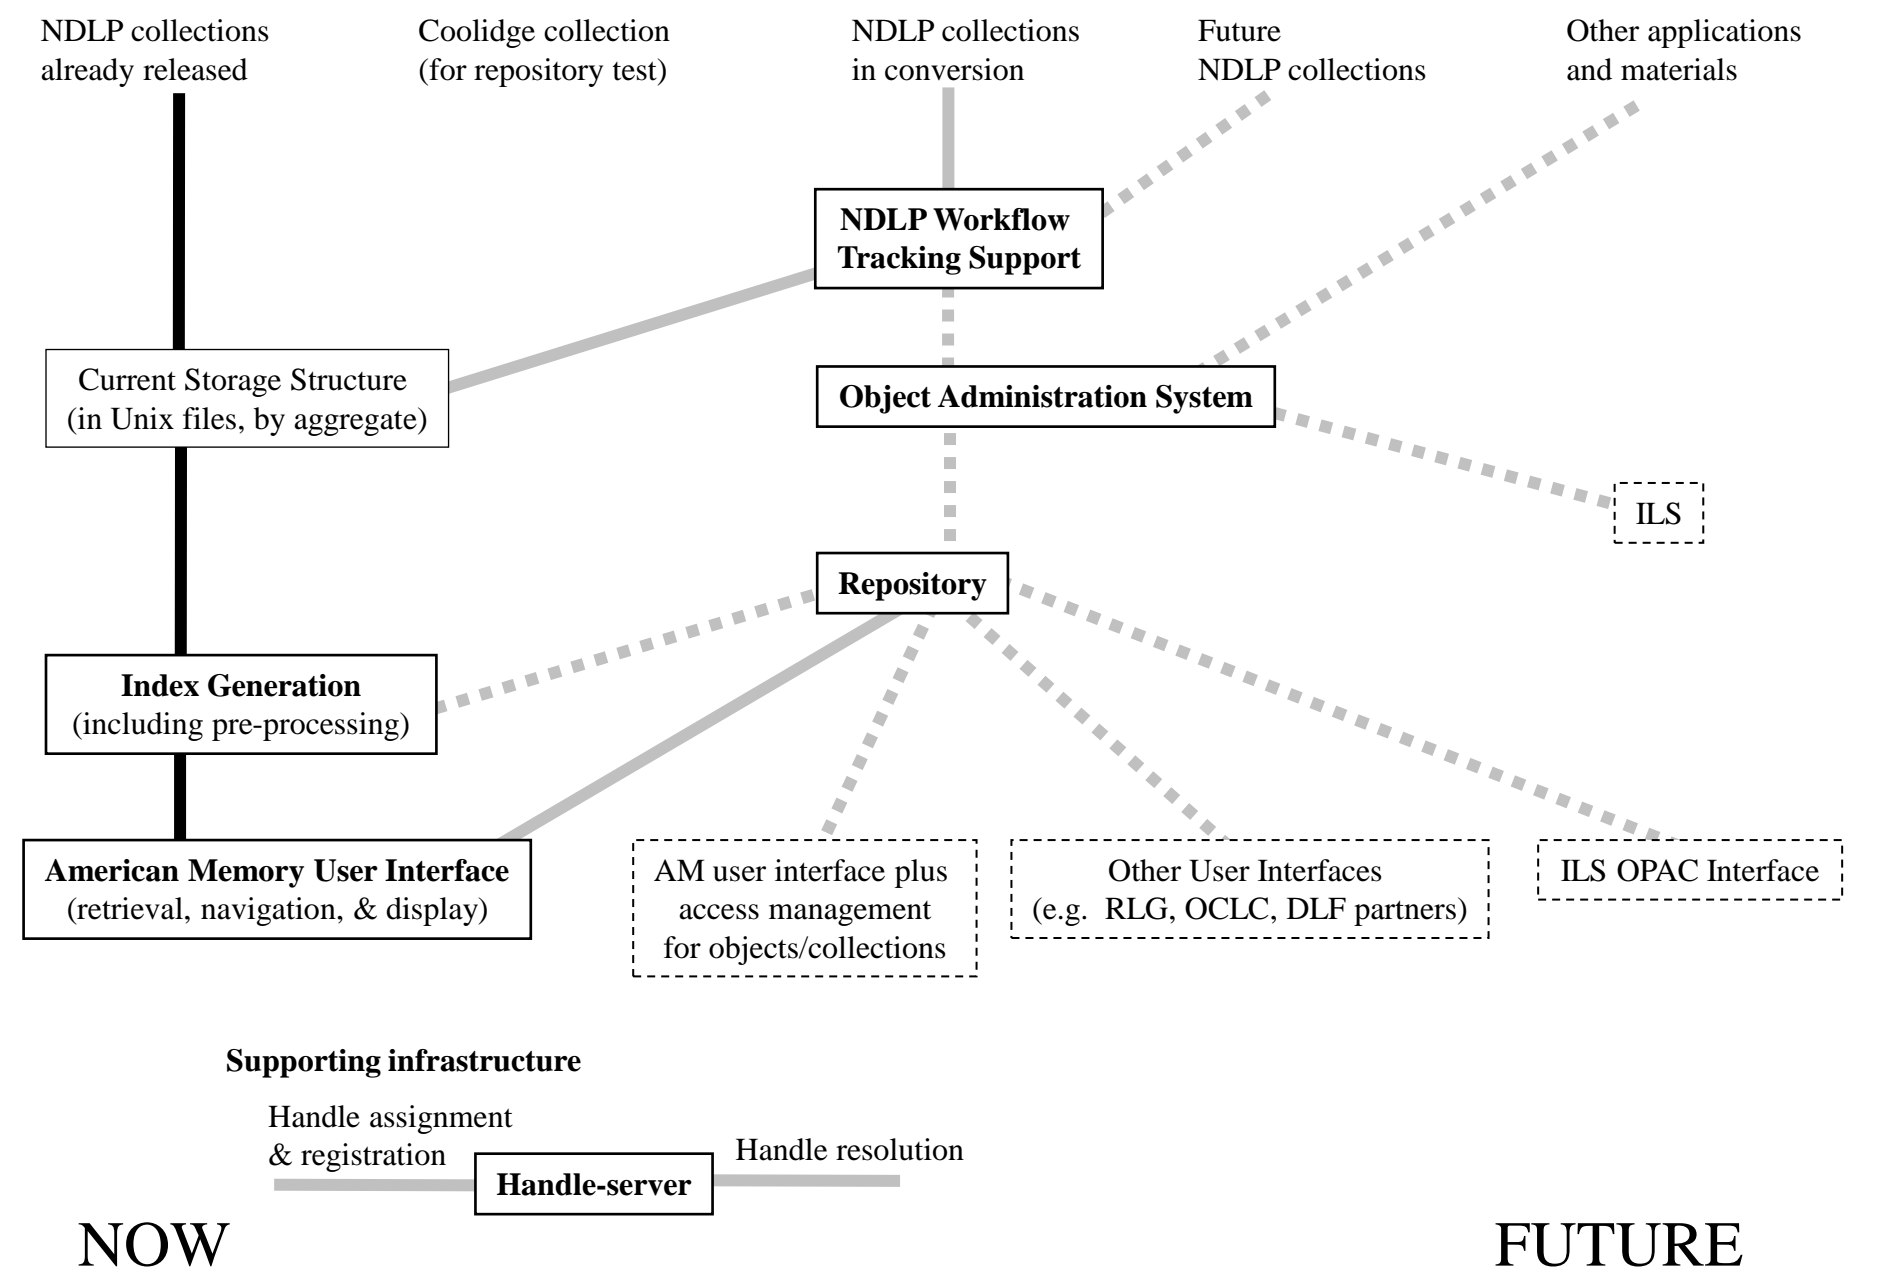 NDLP collections
already released
Coolidge collection
(for repository test)
NDLP collections
in conversion
Future
NDLP collections
Other applications
and materials
NDLP Workflow
Tracking Support
Current Storage Structure
(in Unix files, by aggregate)
Object Administration System
ILS
Repository
Index Generation
(including pre-processing)
American Memory User Interface
(retrieval, navigation, & display)
AM user interface plus
access management
for objects/collections
Other User Interfaces
(e.g. RLG, OCLC, DLF partners)
ILS OPAC Interface
Supporting infrastructure
Handle assignment
& registration
Handle-server
Handle resolution
NOW
FUTURE